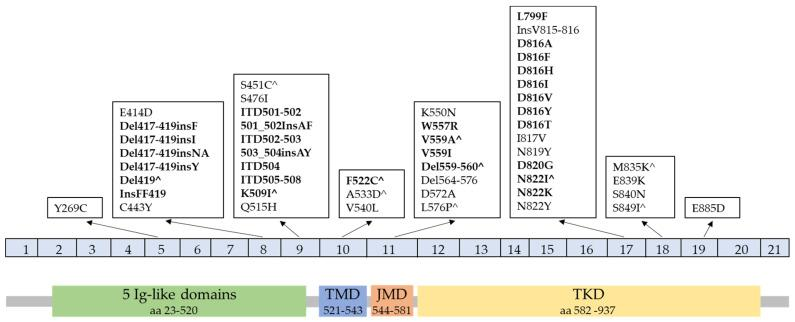 Y269C
E414D
Del417-419insF
Del417-419insI
Del417-419insNA
Del417-419insY
Del419^
InsFF419
C443Y
S451C^
S476I
ITD501-502
501_502InsAF
ITD502-503
503_504insAY
ITD504
ITD505-508
K509I^
Q515H
F522C^
A533D^
V540L
K550N
W557R
V559A^
V559I
Del559-560^
Del564-576
D572A
L576P^
L799F
InsV815-816
D816A
D816F
D816H
D816I
D816V
D816Y
D816T
I817V
N819Y
D820G
N822I^
N822K
N822Y
M835K^
E839K
S840N
S849I^
E885D
1 2 3 4 5 6 7 8 9 10 11 12 13 14 15 16 17 18 19 20 21
5 Ig-like domains
aa 23-520
TMD
521-543
JMD
544-581
TKD
aa 582 -937